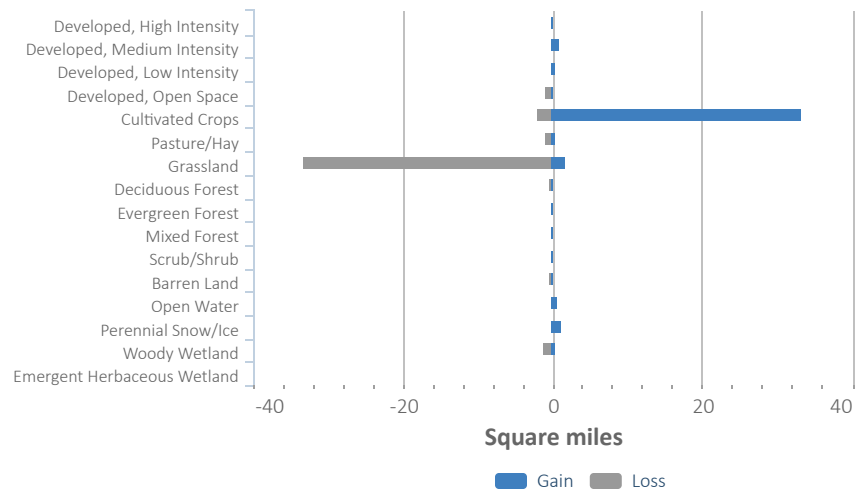 Developed, High Intensity
Developed, Medium Intensity
Developed, Low Intensity
Developed, Open Space
Cultivated Crops
Pasture/Hay
Grassland
Deciduous Forest
Evergreen Forest
Mixed Forest
Scrub/Shrub
Barren Land
Open Water
Perennial Snow/Ice
Woody Wetland
Emergent Herbaceous Wetland
-40 -20 0 20 40
Square miles
Gain Loss